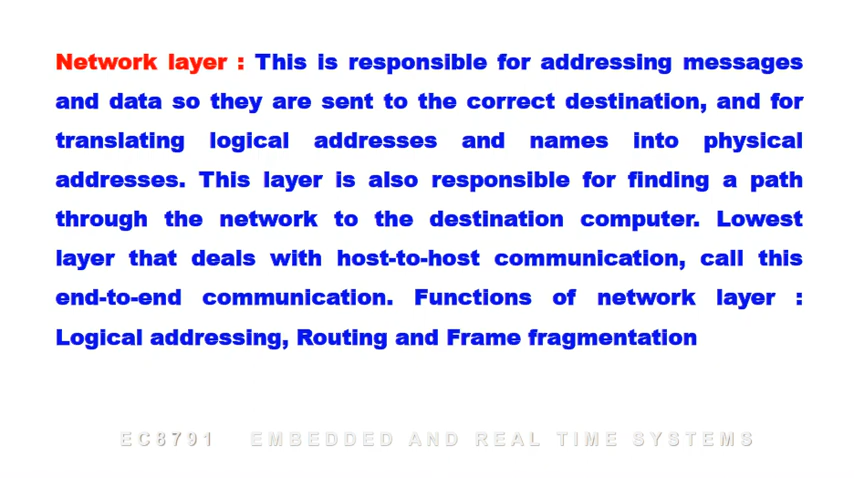 Network layer : This is responsible for addressing messages
and data so they are sent to the correct destination, and for
translating logical addresses and names into physical
addresses. This layer is also responsible for finding a path
through the network to the destination computer. Lowest
layer that deals with host-to-host communication, call this
end-to-end communication. Functions of network layer :
Logical addressing, Routing and Frame fragmentation
EC8791 EMBEDDED AND REAL TIME SYSTEMS